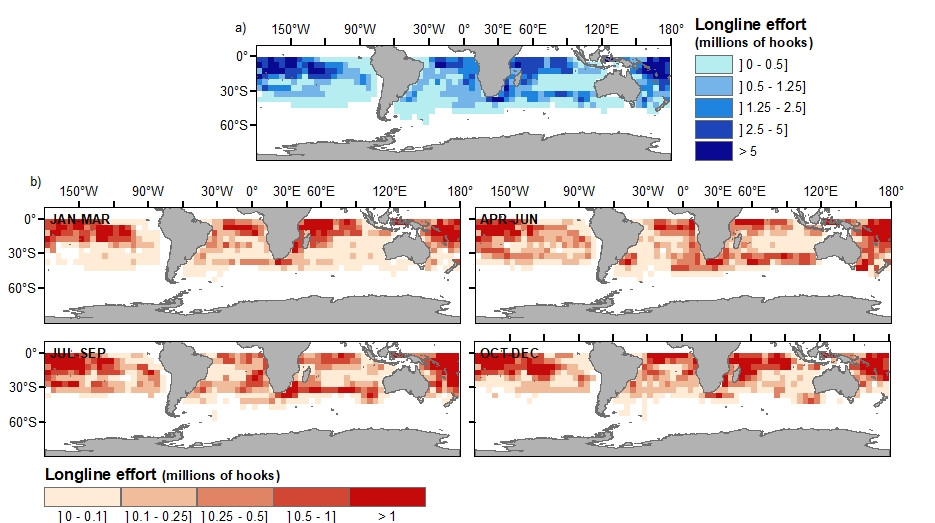 a)
150°W 90°W 30°W 0° 30°E 60°E 120°E 180°
Longline effort
(millions of hooks)
0°
30°S
60°S
] 0 - 0.5]
] 0.5 - 1.25]
] 1.25 - 2.5]
] 2.5 - 5]
> 5
b)
150°W 90°W 30°W 0° 30°E 60°E 120°E 180° 150°W 90°W 30°W 0° 30°E 60°E 120°E 180°
0° JAN-MAR APR-JUN
30°S
60°S
0° JUL-SEP OCT-DEC
30°S
60°S
Longline effort (millions of hooks)
] 0 - 0.1] ] 0.1 - 0.25] ] 0.25 - 0.5] ] 0.5 - 1] > 1